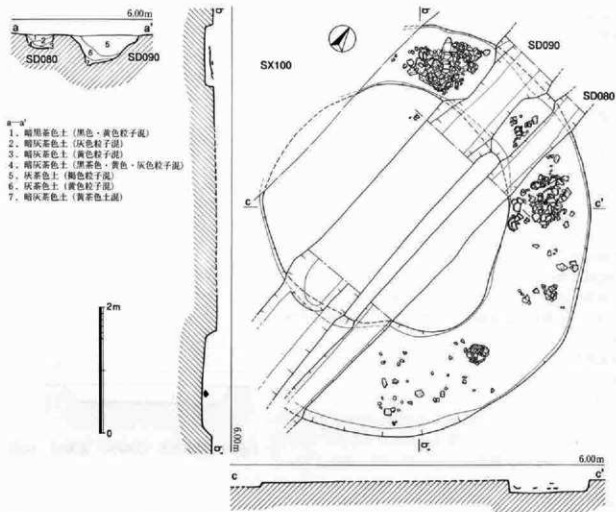 6.00m
a
a'
2
5
6
SD080
SD090
a—a'
1. 暗黒茶色土 (黒色・黄色粒子混)
2. 暗灰茶色土 (灰色粒子混)
3. 暗灰茶色土 (黄色粒子混)
4. 暗灰茶色土 (黒茶・黄色・灰色粒子混)
5. 灰茶色土 (褐色粒子混)
6. 灰茶色土 (黄色粒子混)
7. 暗灰茶色土 (黄茶色土混)
2m
0
6.00m
SX100
SD090
SD080
c
c'
6.00m
c
c'